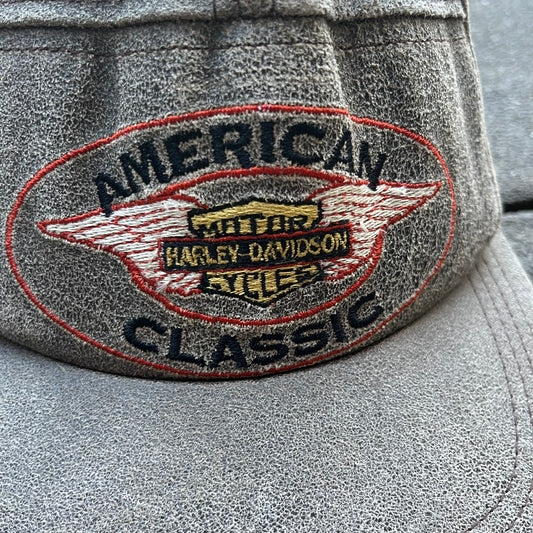 AMERICAN
MOTOR
HARLEY-DAVIDSON
CYCLES
CLASSIC